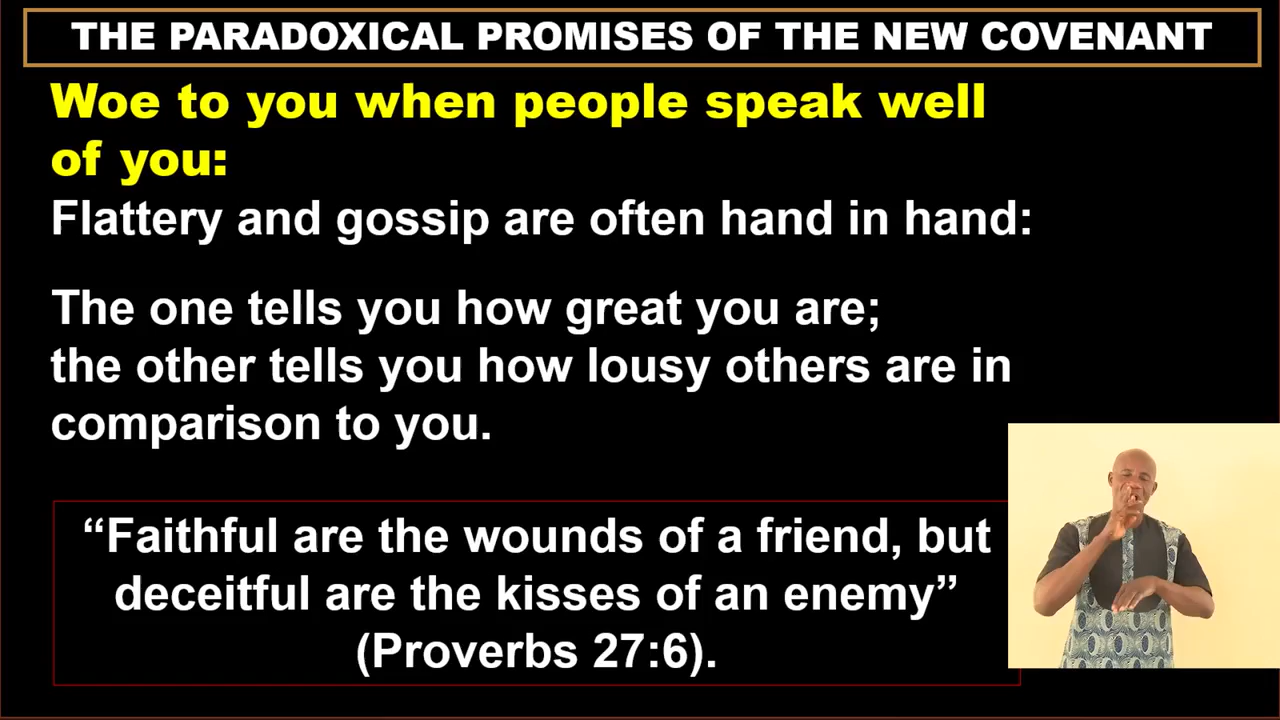 THE PARADOXICAL PROMISES OF THE NEW COVENANT
Woe to you when people speak well
of you:
Flattery and gossip are often hand in hand:
The one tells you how great you are;
the other tells you how lousy others are in
comparison to you.
“Faithful are the wounds of a friend, but
deceitful are the kisses of an enemy”
(Proverbs 27:6).